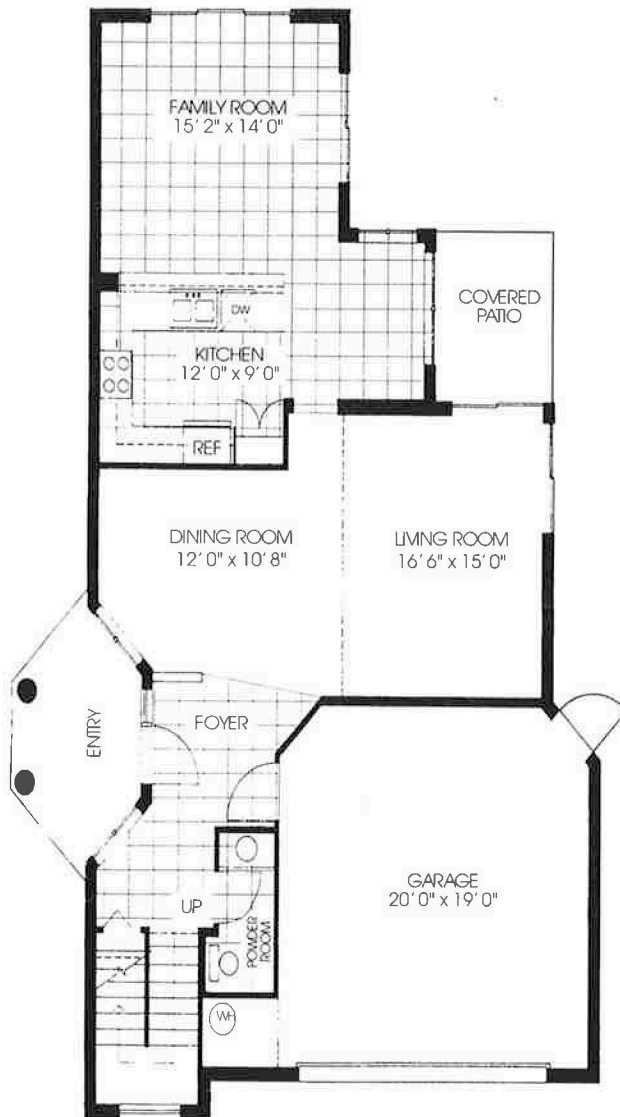 FAMILY ROOM
15'2" x 14'0"
COVERED
PATIO
DW
KITCHEN
12'0" x 9'0"
REF
DINING ROOM
12'0" x 10'8"
LIVING ROOM
16'6" x 15'0"
ENTRY
FOYER
GARAGE
20'0" x 19'0"
UP
POWDER
ROOM
WH